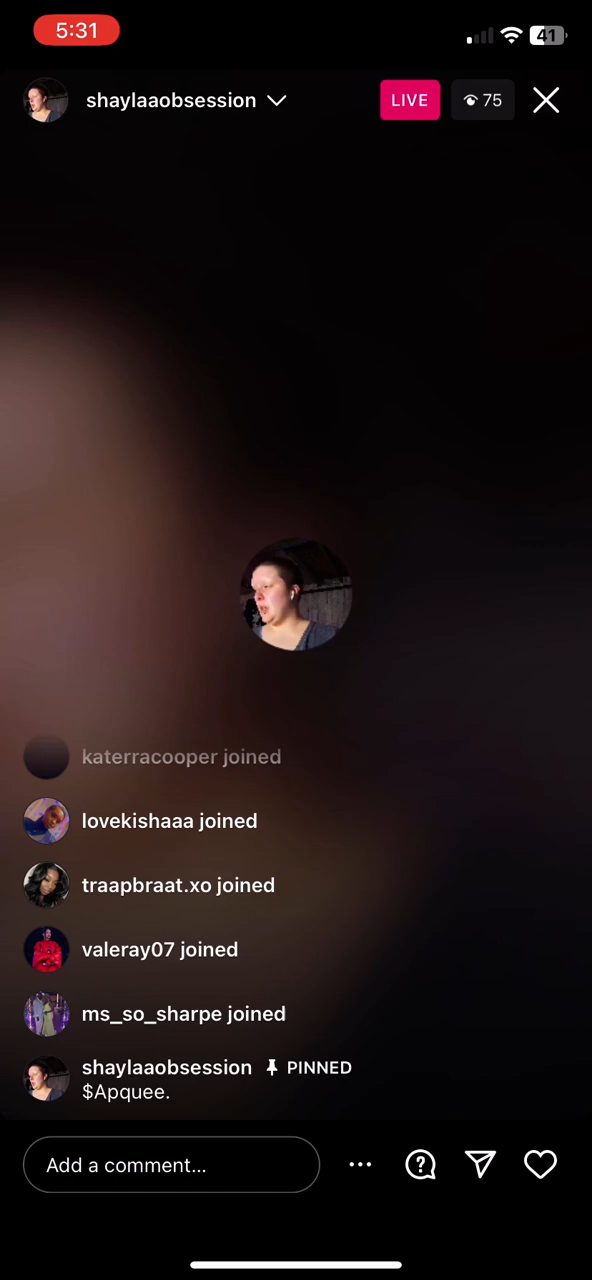 5:31
41
shaylaaobsession
LIVE
75
katerracooper joined
lovekishaaa joined
traapbraat.xo joined
valeray07 joined
ms_so_sharpe joined
shaylaaobsession PINNED
$Apquee.
Add a comment...